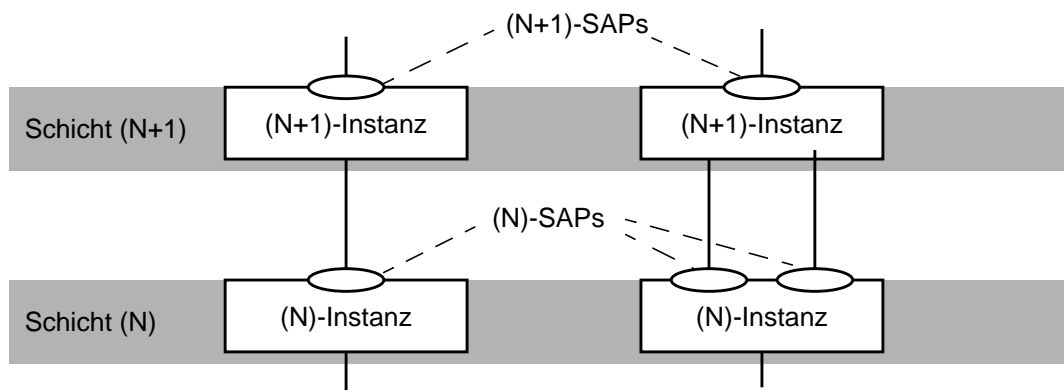 (N+1)-SAPs
Schicht (N+1)
(N+1)-Instanz
(N+1)-Instanz
(N)-SAPs
Schicht (N)
(N)-Instanz
(N)-Instanz